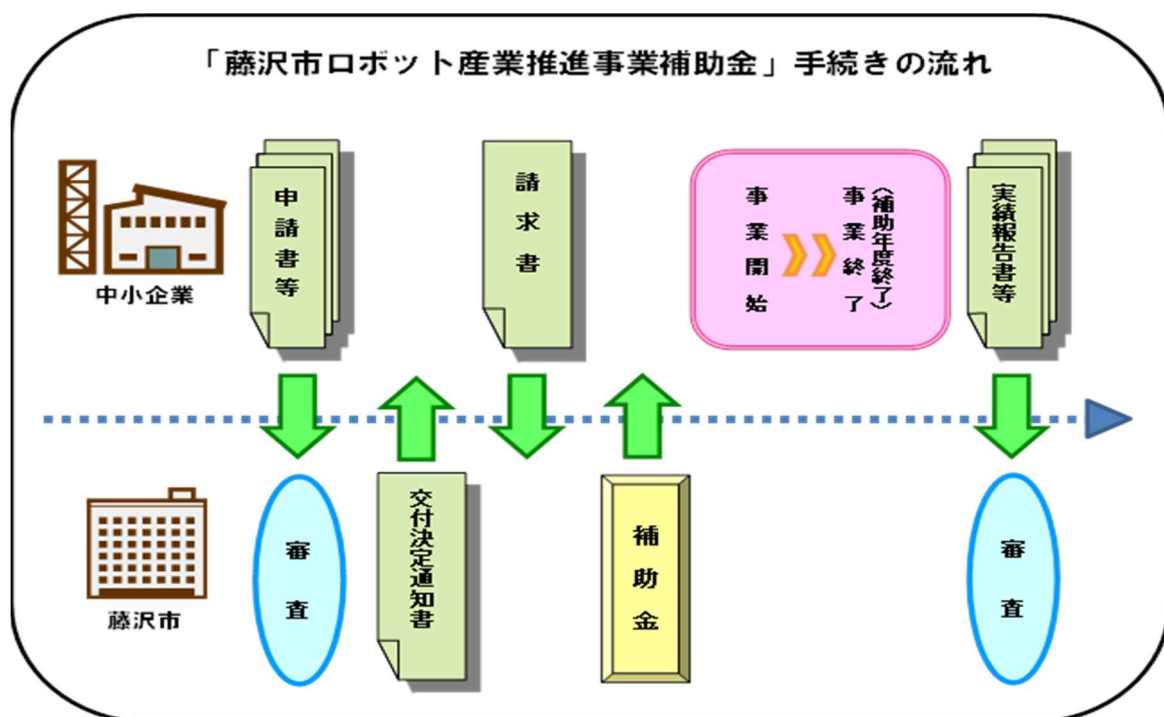 「藤沢市ロボット産業推進事業補助金」手続きの流れ
中小企業
申請書等
請求書
事業開始
事業終了
（補助年度終了）
実績報告書等
藤沢市
審査
交付決定通知書
補助金
審査